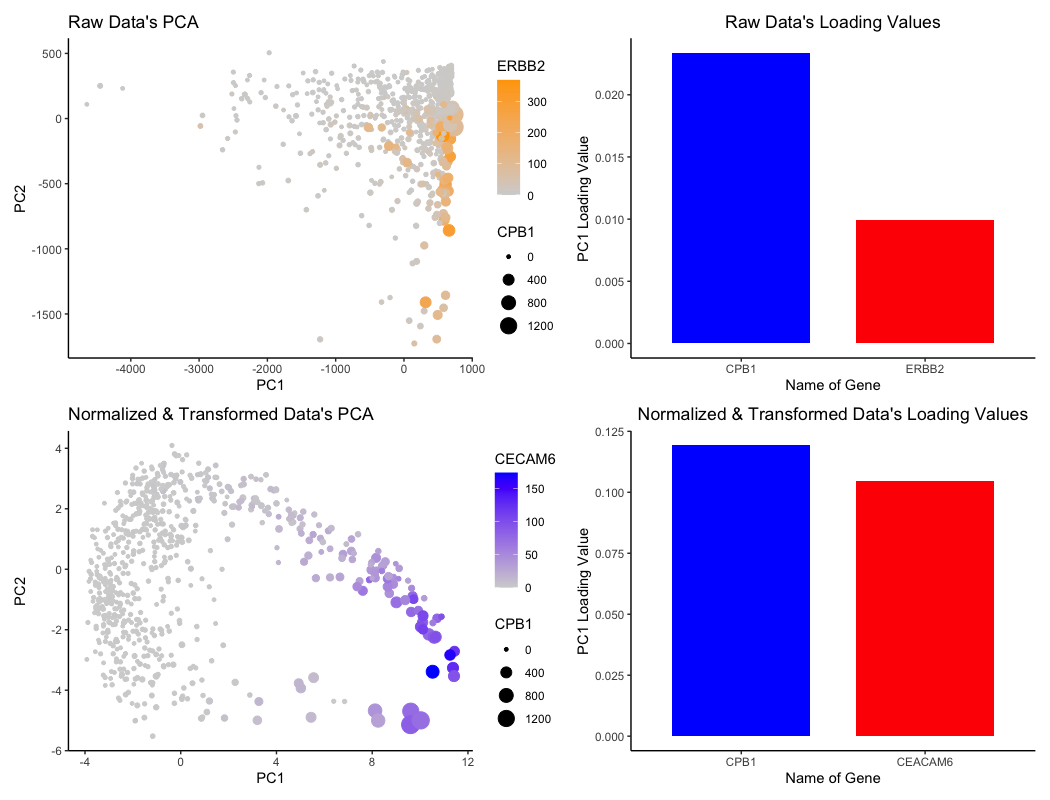 Raw Data's PCA
500
0
-500
-1000
-1500
PC2
-4000
-3000
-2000
-1000
0
1000
PC1
ERBB2
300
200
100
0
CPB1
0
400
800
1200
Raw Data's Loading Values
0.020
0.015
0.010
0.005
0.000
PC1 Loading Value
CPB1
ERBB2
Name of Gene
Normalized & Transformed Data's PCA
4
2
0
-2
-4
-6
PC2
-4
0
4
8
12
PC1
CECAM6
150
100
50
0
CPB1
0
400
800
1200
Normalized & Transformed Data's Loading Values
0.125
0.100
0.075
0.050
0.025
0.000
PC1 Loading Value
CPB1
CEACAM6
Name of Gene